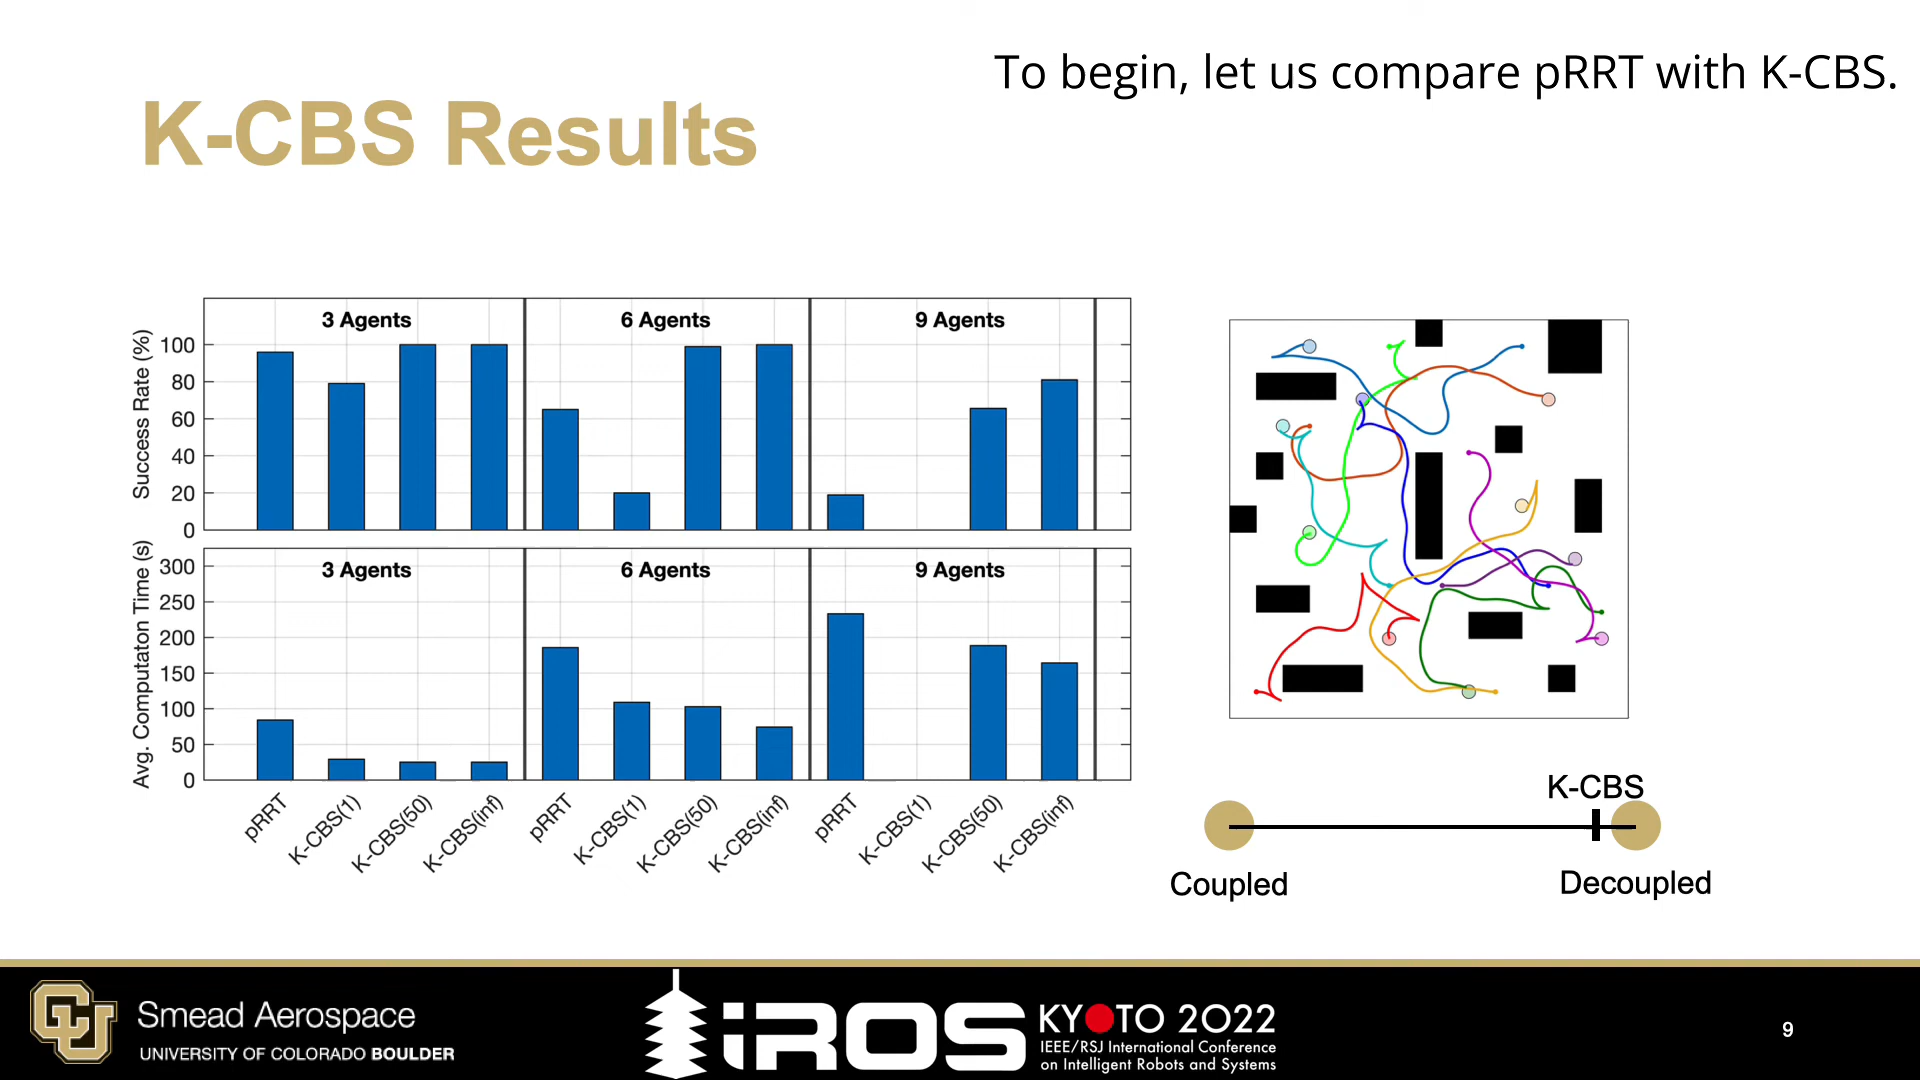 To begin, let us compare pRRT with K-CBS.
K-CBS Results
Success Rate (%)
100
80
60
40
20
0
3 Agents
6 Agents
9 Agents
Avg. Computaton Time (s)
300
250
200
150
100
50
0
3 Agents
6 Agents
9 Agents
pRRT
K-CBS(1)
K-CBS(50)
K-CBS(inf)
pRRT
K-CBS(1)
K-CBS(50)
K-CBS(inf)
pRRT
K-CBS(1)
K-CBS(50)
K-CBS(inf)
K-CBS
Coupled
Decoupled
CU
Smead Aerospace
UNIVERSITY OF COLORADO BOULDER
iROS
KYOTO 2022
IEEE/RSJ International Conference
on Intelligent Robots and Systems
9